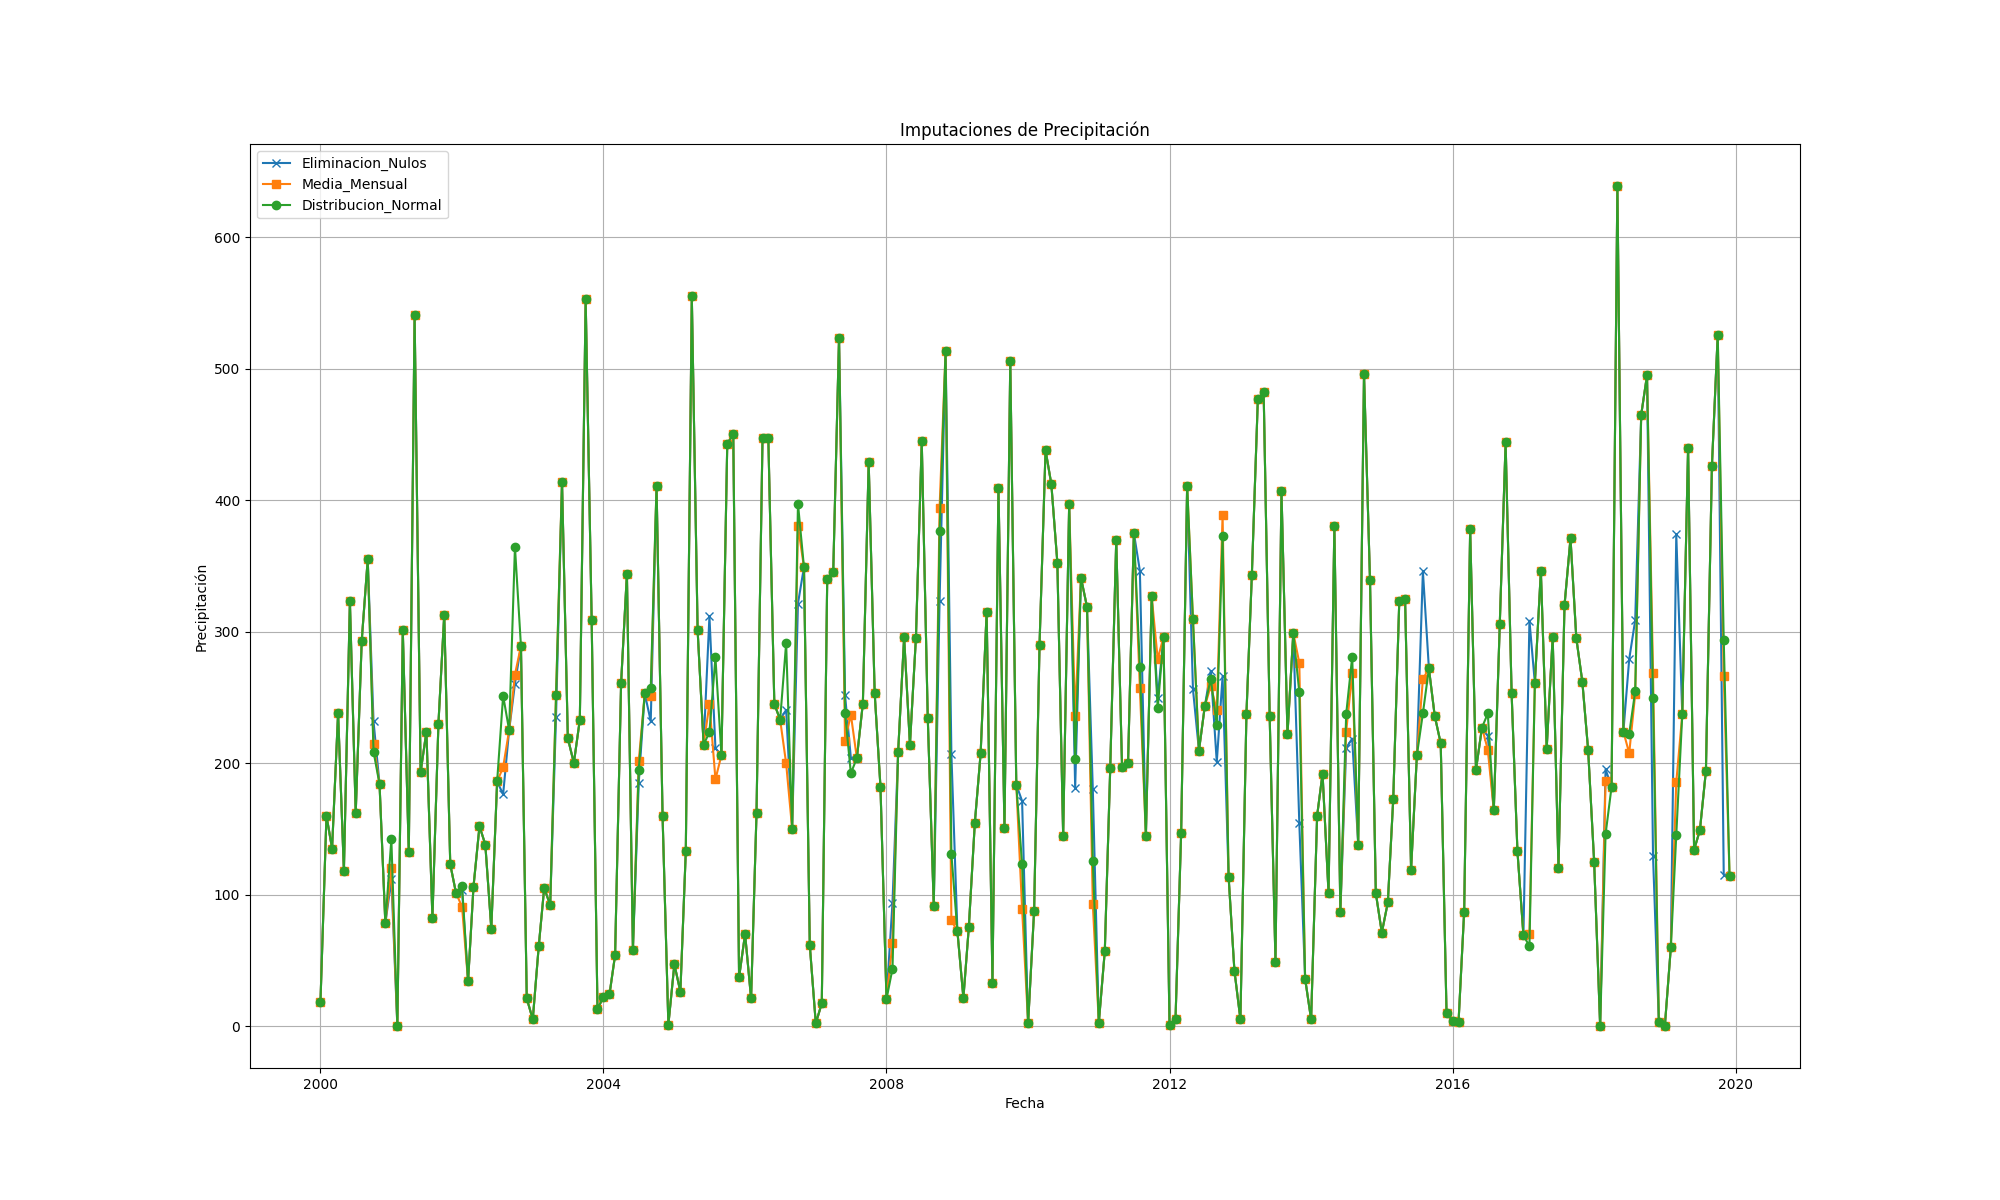 Imputaciones de Precipitación
Eliminacion_Nulos
Media_Mensual
Distribucion_Normal
600
500
400
300
200
100
0
Precipitación
2000 2004 2008 2012 2016 2020
Fecha